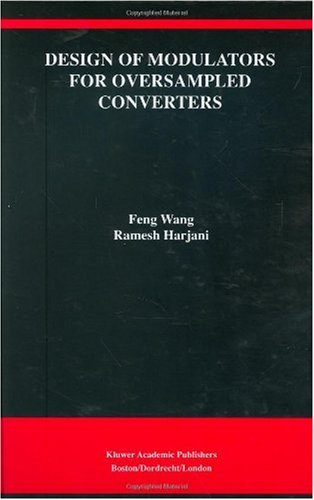 DESIGN OF MODULATORS
FOR OVERSAMPLED
CONVERTERS
Feng Wang
Ramesh Harjani
Kluwer Academic Publishers
Boston/Dordrecht/London